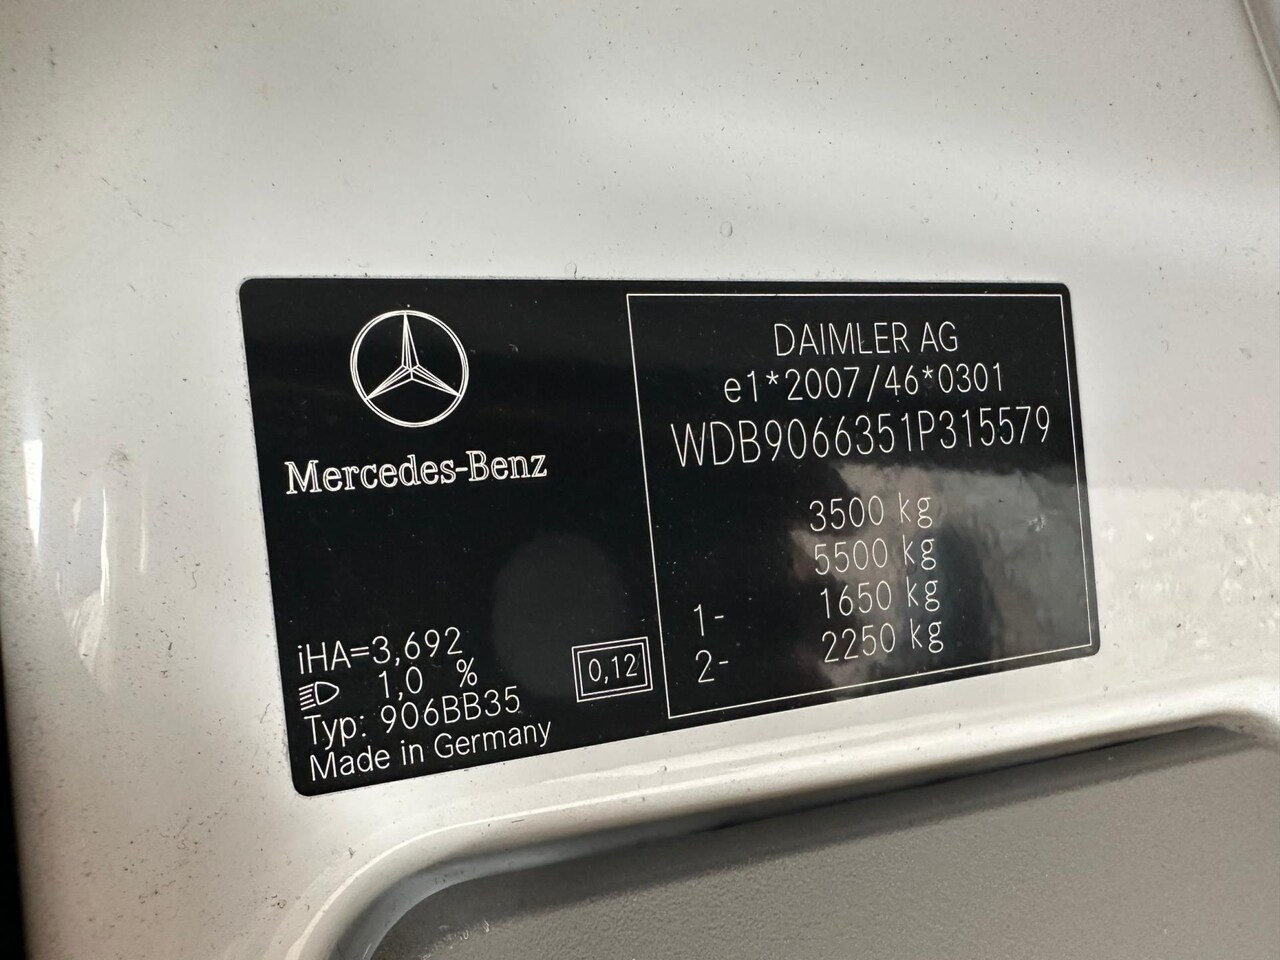 Mercedes-Benz
iHA=3,692
1,0 %
Typ: 906BB35
Made in Germany
0,12
DAIMLER AG
e1*2007/46*0301
WDB9066351P315579
3500 kg
5500 kg
1- 1650 kg
2- 2250 kg